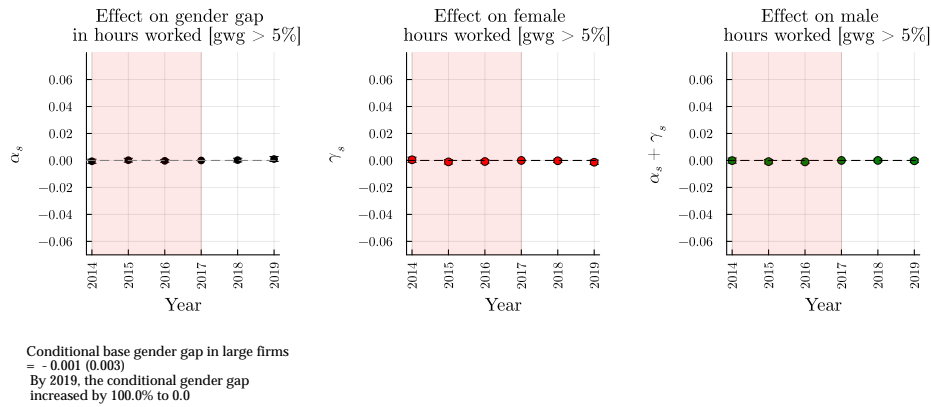 Effect on gender gap
in hours worked [gwg > 5%]
0.06
0.04
0.02
0.00
−0.02
−0.04
−0.06
α_s
2014
2015
2016
2017
2018
2019
Year
Effect on female
hours worked [gwg > 5%]
0.06
0.04
0.02
0.00
−0.02
−0.04
−0.06
γ_s
2014
2015
2016
2017
2018
2019
Year
Effect on male
hours worked [gwg > 5%]
0.06
0.04
0.02
0.00
−0.02
−0.04
−0.06
α_s + γ_s
2014
2015
2016
2017
2018
2019
Year
Conditional base gender gap in large firms
= - 0.001 (0.003)
By 2019, the conditional gender gap
increased by 100.0% to 0.0